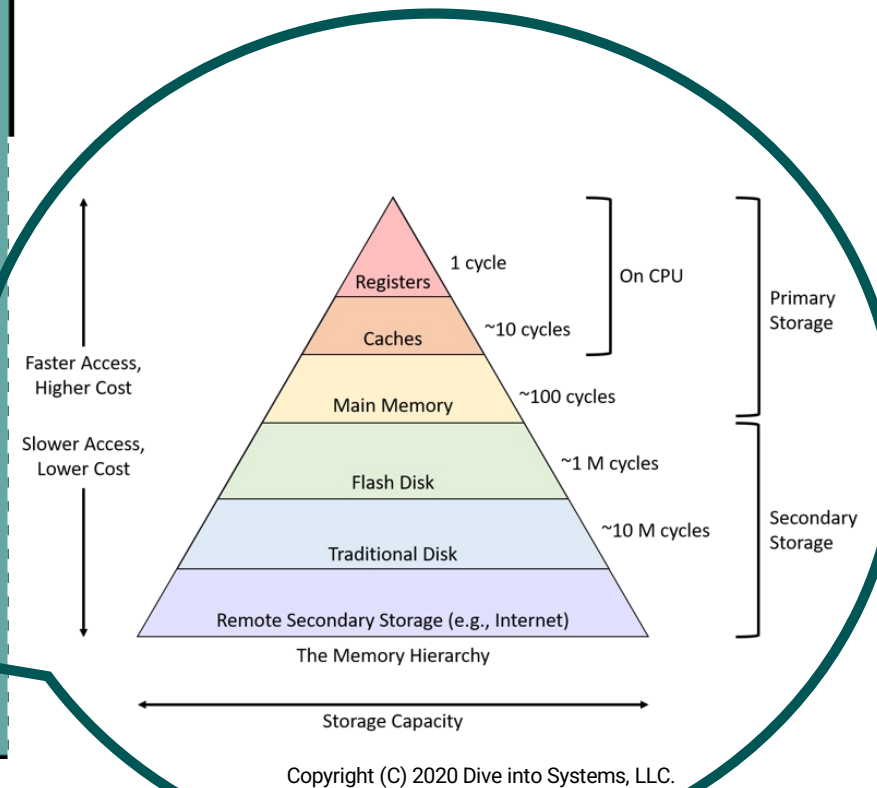 Registers
1 cycle
On CPU
Primary
Storage
Caches
~10 cycles
Faster Access,
Higher Cost
Main Memory
~100 cycles
Slower Access,
Lower Cost
Flash Disk
~1 M cycles
Secondary
Storage
Traditional Disk
~10 M cycles
Remote Secondary Storage (e.g., Internet)
The Memory Hierarchy
Storage Capacity
Copyright (C) 2020 Dive into Systems, LLC.